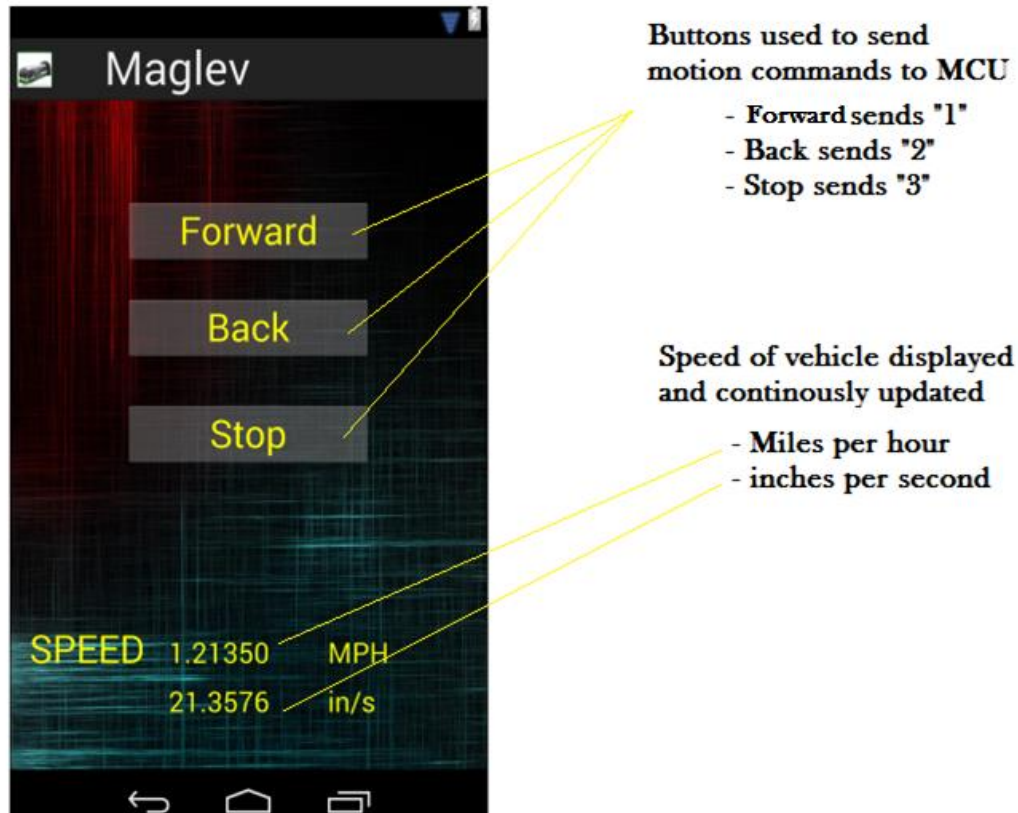 Maglev
Forward
Back
Stop
SPEED 1.21350 MPH
21.3576 in/s
Buttons used to send
motion commands to MCU
- Forward sends "1"
- Back sends "2"
- Stop sends "3"
Speed of vehicle displayed
and continously updated
- Miles per hour
- inches per second